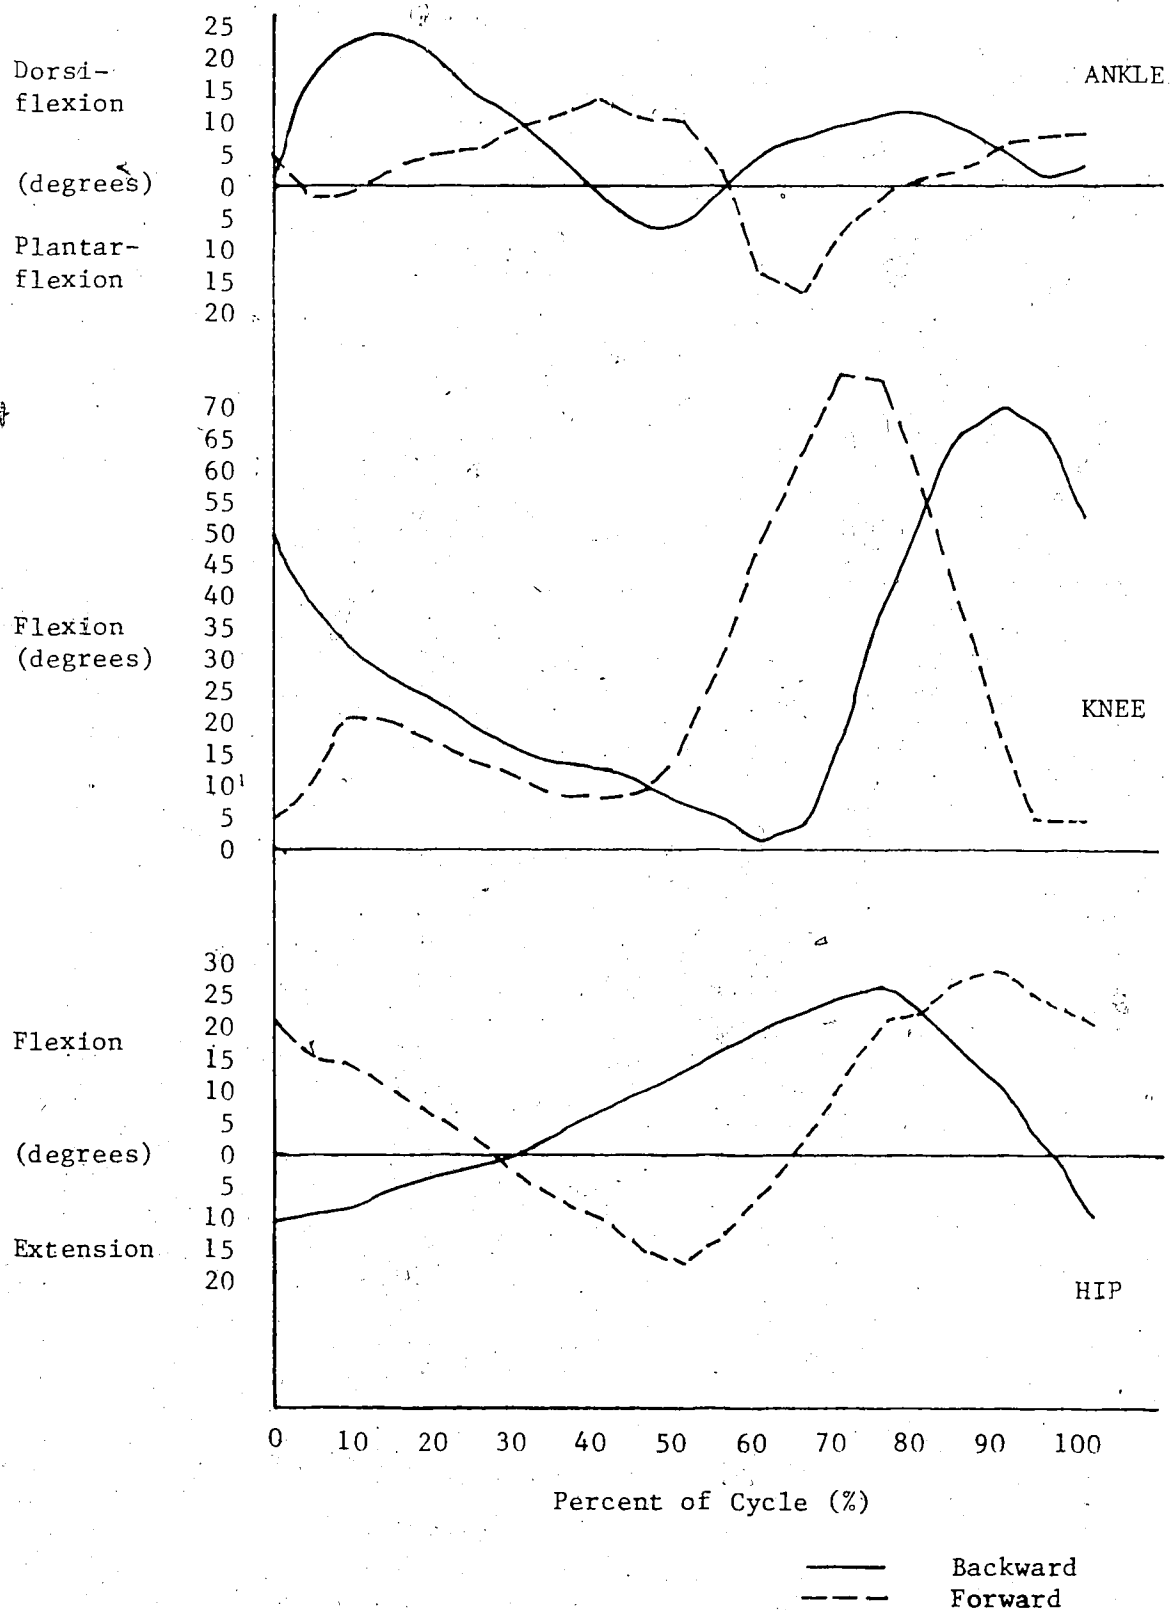 25
20
Dorsi-
15
ANKLE
flexion
10
5
(degrees)
0
5
Plantar-
10
flexion
15
20
70
65
60
55
50
45
40
Flexion
35
(degrees)
30
25
20
KNEE
15
10
5
0
30
25
20
Flexion
15
10
5
(degrees)
0
5
10
Extension
15
20
HIP
0 10 20 30 40 50 60 70 80 90 100
Percent of Cycle (%)
Backward
Forward